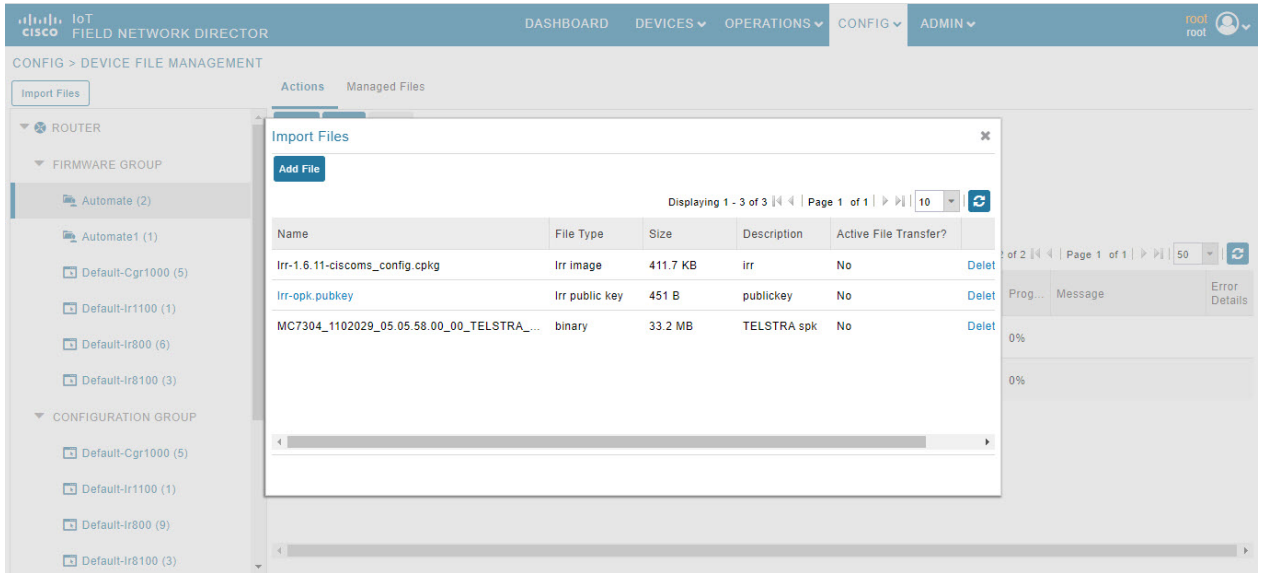 CISCO IoT
FIELD NETWORK DIRECTOR
DASHBOARD DEVICES OPERATIONS CONFIG ADMIN
root
root
CONFIG > DEVICE FILE MANAGEMENT
Import Files
Actions Managed Files
ROUTER
FIRMWARE GROUP
Automate (2)
Automate1 (1)
Default-Cgr1000 (5)
Default-Ir1100 (1)
Default-Ir800 (6)
Default-Ir8100 (3)
CONFIGURATION GROUP
Default-Cgr1000 (5)
Default-Ir1100 (1)
Default-Ir800 (9)
Default-Ir8100 (3)
Import Files
Add File
Displaying 1 - 3 of 3 Page 1 of 1 10
Name File Type Size Description Active File Transfer?
lrr-1.6.11-ciscoms_config.cpkg lrr image 411.7 KB irr No Delet
lrr-opk.pubkey lrr public key 451 B publickey No Delet
MC7304_1102029_05.05.58.00_00_TELSTRA_... binary 33.2 MB TELSTRA spk No Delet
of 2 Page 1 of 1 50
Prog... Message Error Details
0%
0%